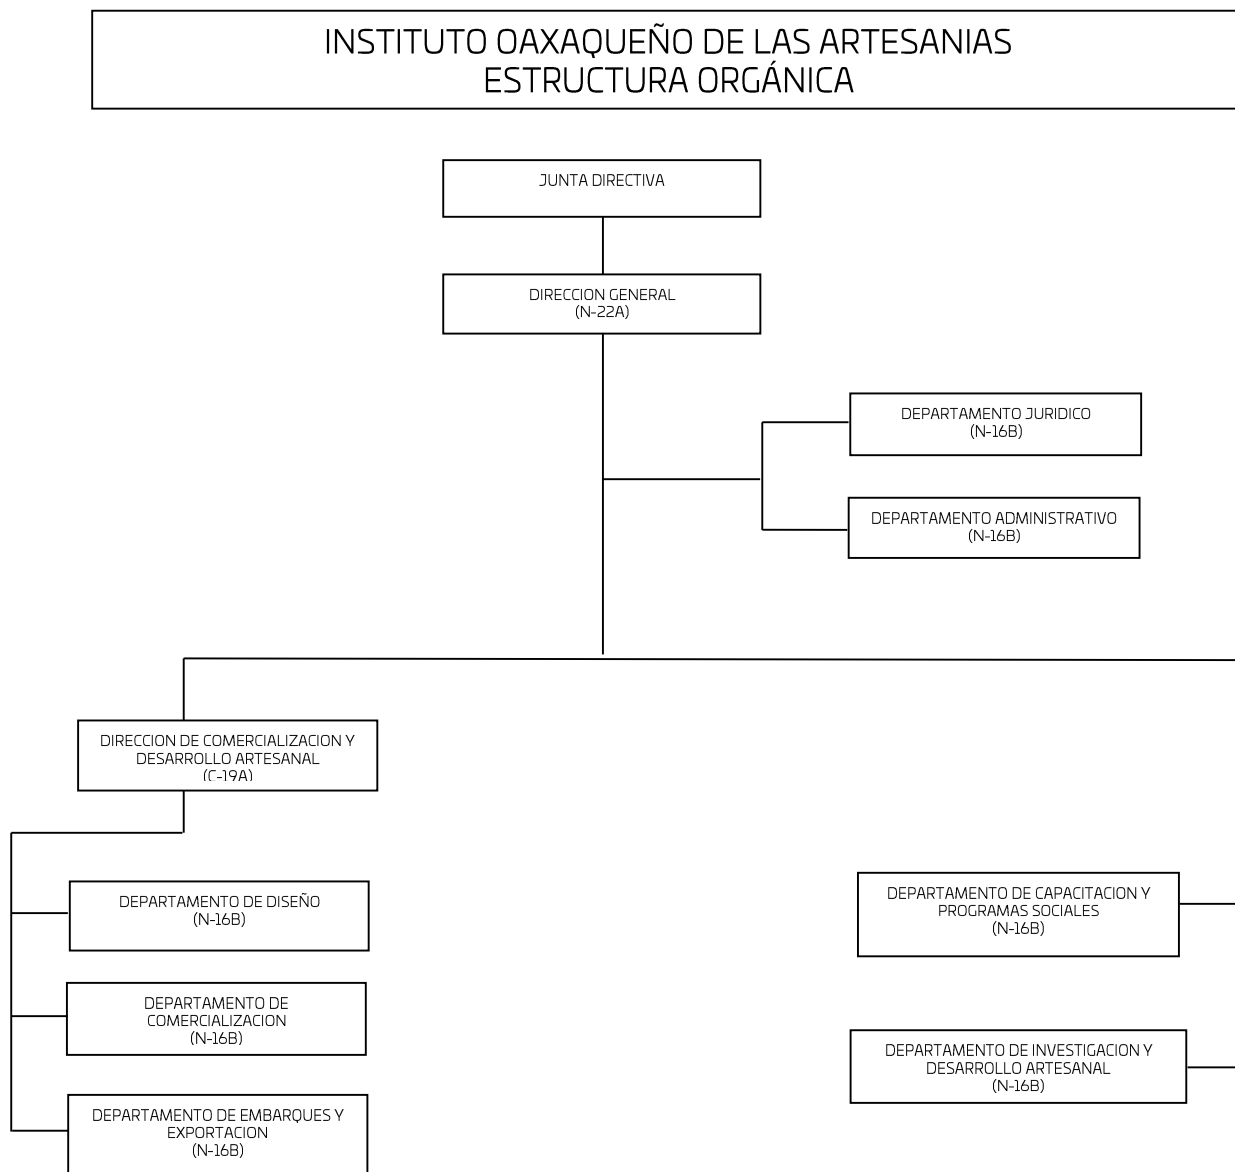 INSTITUTO OAXAQUEÑO DE LAS ARTESANIAS
ESTRUCTURA ORGÁNICA
JUNTA DIRECTIVA
DIRECCION GENERAL
(N-22A)
DEPARTAMENTO JURIDICO
(N-16B)
DEPARTAMENTO ADMINISTRATIVO
(N-16B)
DIRECCION DE COMERCIALIZACION Y
DESARROLLO ARTESANAL
(C-19A)
DEPARTAMENTO DE DISEÑO
(N-16B)
DEPARTAMENTO DE
COMERCIALIZACION
(N-16B)
DEPARTAMENTO DE EMBARQUES Y
EXPORTACION
(N-16B)
DEPARTAMENTO DE CAPACITACION Y
PROGRAMAS SOCIALES
(N-16B)
DEPARTAMENTO DE INVESTIGACION Y
DESARROLLO ARTESANAL
(N-16B)